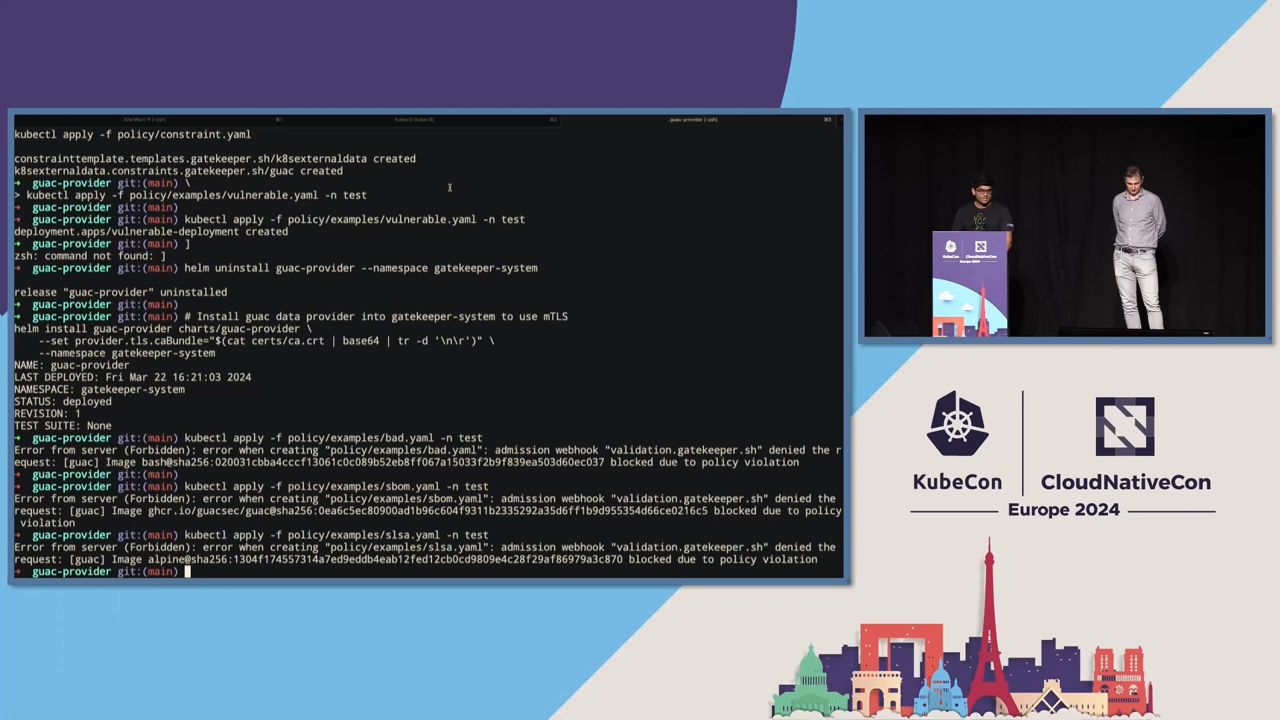 kubectl apply -f policy/constraint.yaml
constrainttemplate.templates.gatekeeper.sh/k8sexternaldata created
k8sexternaldata.constraints.gatekeeper.sh/guac created
➜  guac-provider git:(main) \
> kubectl apply -f policy/examples/vulnerable.yaml -n test
➜  guac-provider git:(main)
➜  guac-provider git:(main) kubectl apply -f policy/examples/vulnerable.yaml -n test
deployment.apps/vulnerable-deployment created
➜  guac-provider git:(main) ]
zsh: command not found: ]
➜  guac-provider git:(main) helm uninstall guac-provider --namespace gatekeeper-system
release "guac-provider" uninstalled
➜  guac-provider git:(main)
➜  guac-provider git:(main) # Install guac data provider into gatekeeper-system to use mTLS
helm install guac-provider charts/guac-provider \
--set provider.tls.caBundle="$(cat certs/ca.crt | base64 | tr -d '\n\r')" \
--namespace gatekeeper-system
NAME: guac-provider
LAST DEPLOYED: Fri Mar 22 16:21:03 2024
NAMESPACE: gatekeeper-system
STATUS: deployed
REVISION: 1
TEST SUITE: None
➜  guac-provider git:(main) kubectl apply -f policy/examples/bad.yaml -n test
Error from server (Forbidden): error when creating "policy/examples/bad.yaml": admission webhook "validation.gatekeeper.sh" denied the r
equest: [guac] Image bash@sha256:020031cbba4cccf13061c0c089b52eb8ff067a15033f2b9f839ea503d60ec037 blocked due to policy violation
➜  guac-provider git:(main)
➜  guac-provider git:(main) kubectl apply -f policy/examples/sbom.yaml -n test
Error from server (Forbidden): error when creating "policy/examples/sbom.yaml": admission webhook "validation.gatekeeper.sh" denied the
request: [guac] Image ghcr.io/guacsec/guac@sha256:0ea6c5ec80900ad1b96c604f9311b2335292a35d6ff1b9d955354d66ce0216c5 blocked due to policy
violation
➜  guac-provider git:(main) kubectl apply -f policy/examples/slsa.yaml -n test
Error from server (Forbidden): error when creating "policy/examples/slsa.yaml": admission webhook "validation.gatekeeper.sh" denied the
request: [guac] Image alpine@sha256:1304f174557314a7ed9eddb4eab12fed12cb0cd9809e4c28f29af86979a3c870 blocked due to policy violation
➜  guac-provider git:(main)
KubeCon
CloudNativeCon
Europe 2024